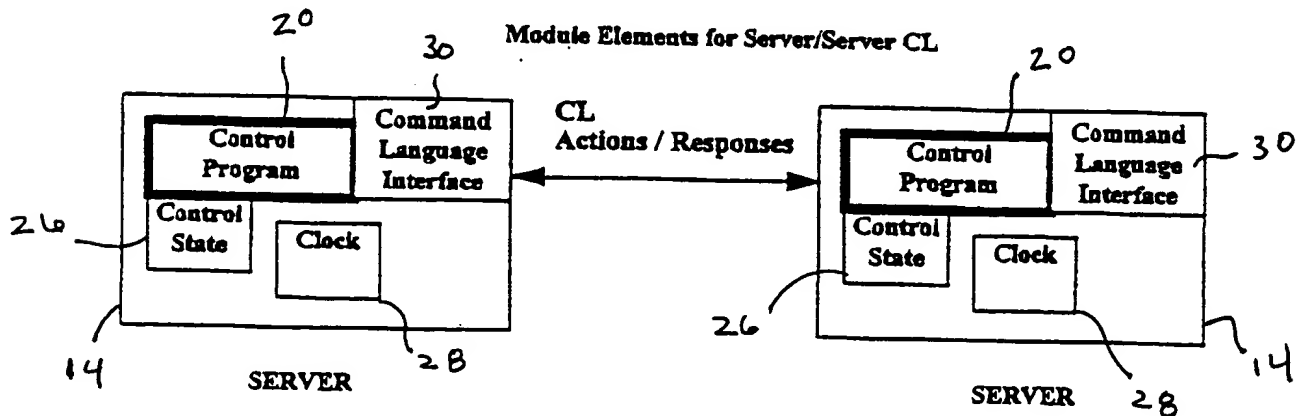 Module Elements for Server/Server CL
20
30
Control
Program
Command
Language
Interface
Control
State
Clock
26
14
28
SERVER
CL
Actions / Responses
20
Control
Program
Command
Language
Interface
30
Control
State
Clock
26
28
14
SERVER